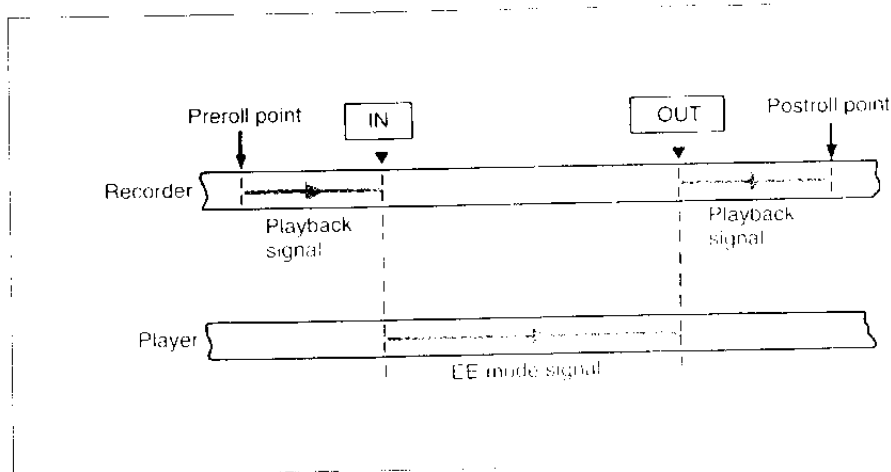 Preroll point
IN
OUT
Postroll point
Recorder
Playback
signal
Playback
signal
Player
EE mode signal